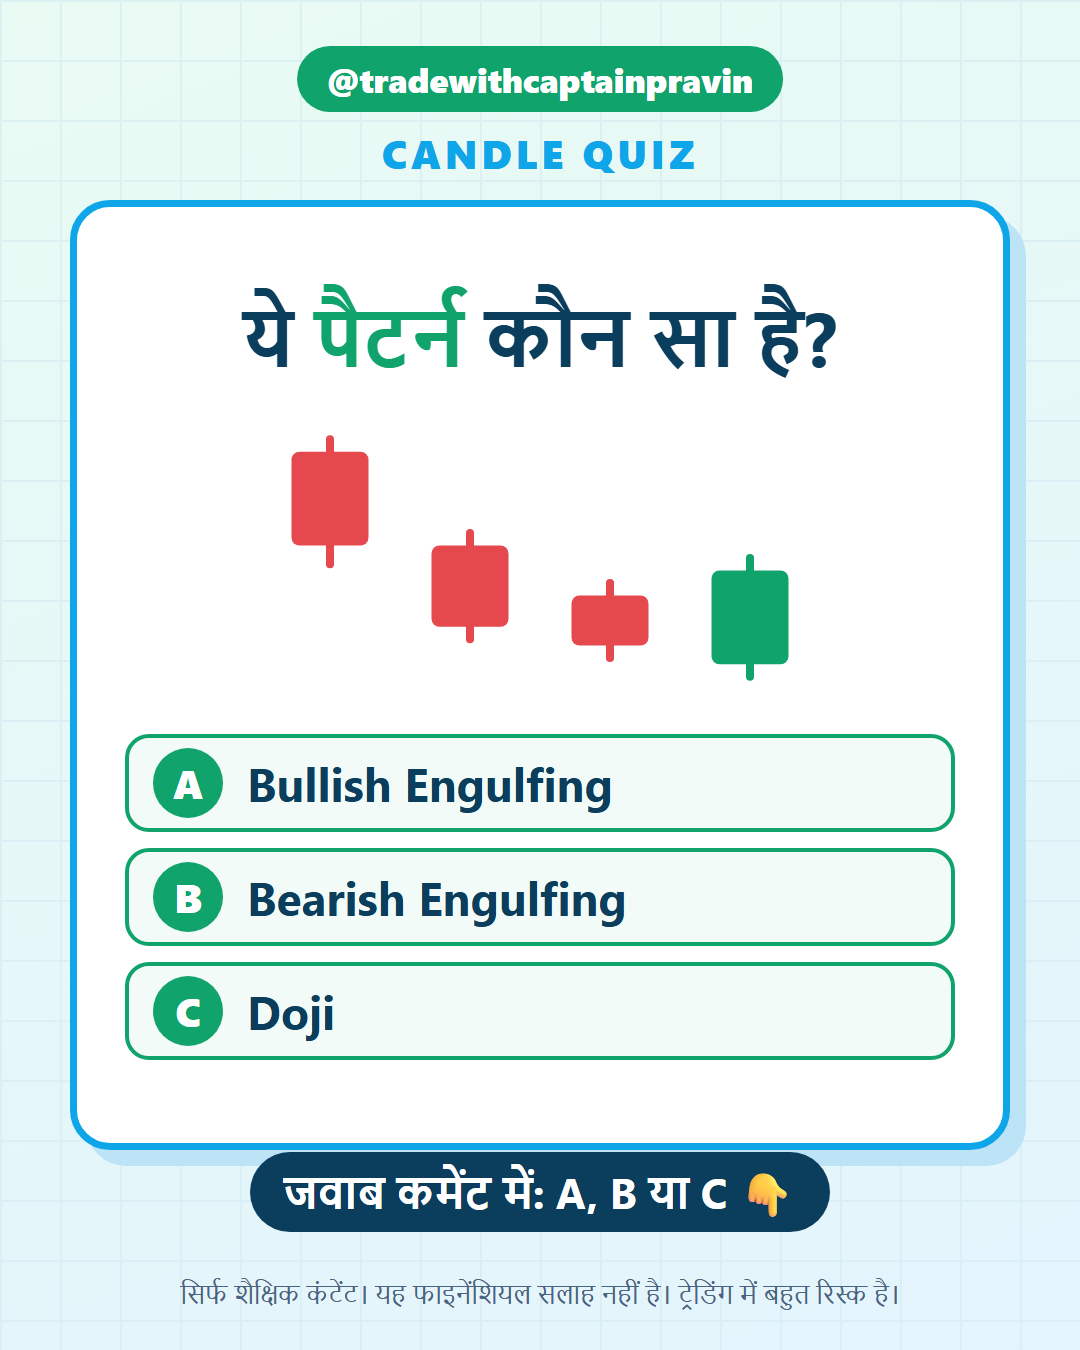 @tradewithcaptainpravin
CANDLE QUIZ
ये पैटर्न कौन सा है?
A Bullish Engulfing
B Bearish Engulfing
C Doji
जवाब कमेंट में: A, B या C 👇
सिर्फ शैक्षिक कंटेंट। यह फाइनेंशियल सलाह नहीं है। ट्रेडिंग में बहुत रिस्क है।